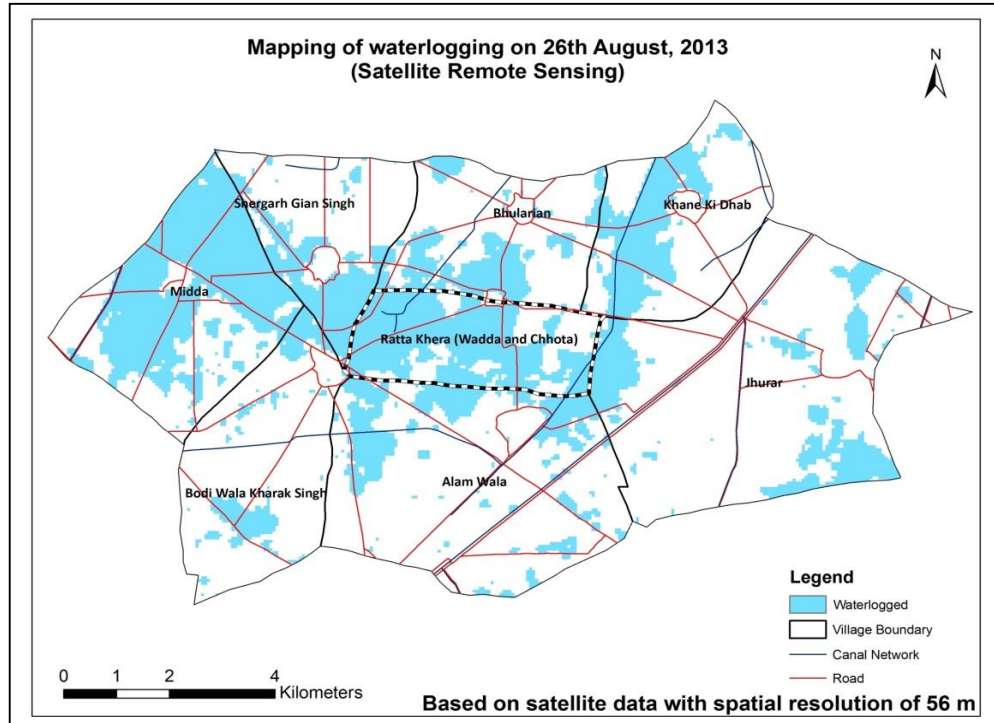 Mapping of waterlogging on 26th August, 2013
(Satellite Remote Sensing)
N
Shergarh Gian Singh
Bhularian
Khane Ki Dhab
Midda
Ratta Khera (Wadda and Chhota)
Jhurar
Alam Wala
Bodi Wala Kharak Singh
Legend
Waterlogged
Village Boundary
Canal Network
Road
0 1 2 4
Kilometers
Based on satellite data with spatial resolution of 56 m